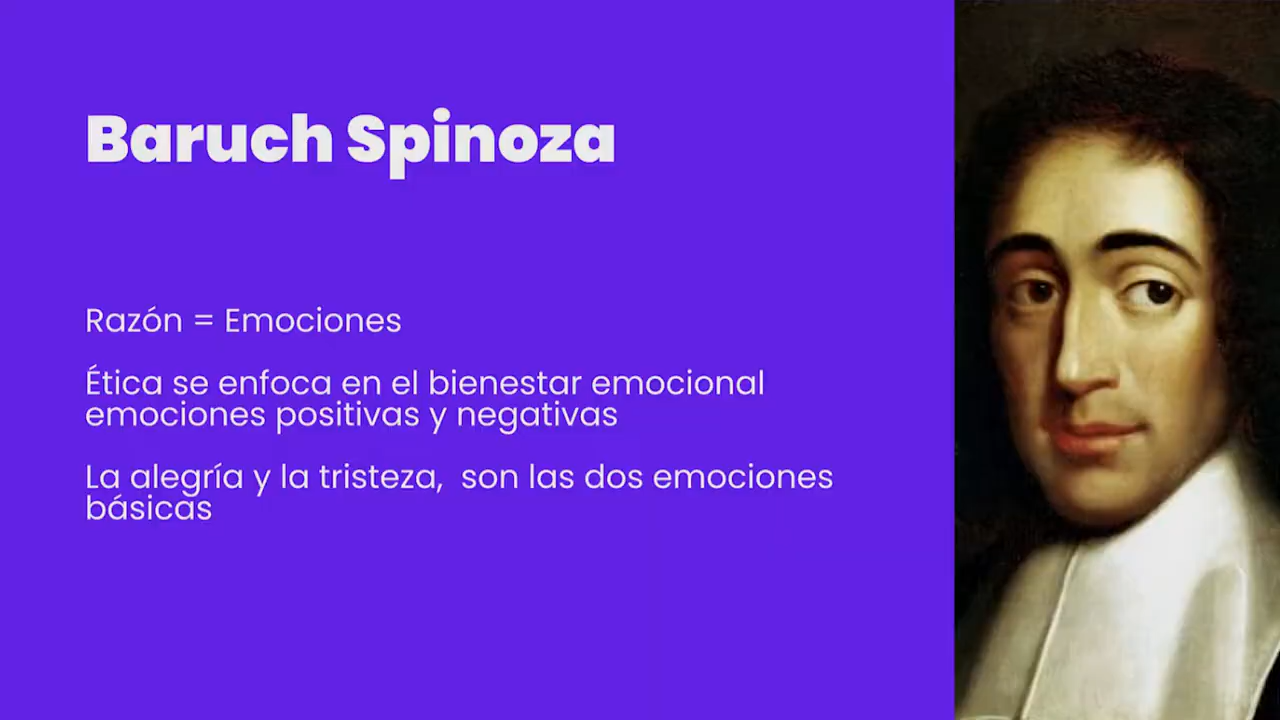 Baruch Spinoza
Razón = Emociones
Ética se enfoca en el bienestar emocional
emociones positivas y negativas
La alegría y la tristeza,  son las dos emociones
básicas